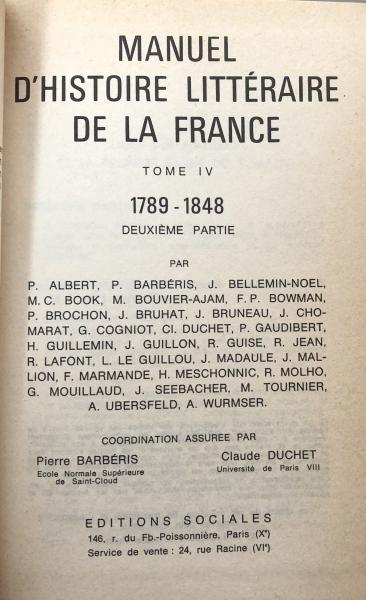 MANUEL
D'HISTOIRE LITTÉRAIRE
DE LA FRANCE
TOME IV
1789-1848
DEUXIÈME PARTIE
PAR
P. ALBERT, P. BARBÉRIS, J. BELLEMIN-NOEL,
M.C. BOOK, M. BOUVIER-AJAM, F.P. BOWMAN,
P. BROCHON, J. BRUHAT, J. BRUNEAU, J. CHO-
MARAT, G. COGNIOT, Cl. DUCHET, P. GAUDIBERT,
H. GUILLEMIN, J. GUILLON, R. GUISE, R. JEAN,
R. LAFONT, L. LE GUILLOU, J. MADAULE, J. MAL-
LION, F. MARMANDE, H. MESCHONNIC, R. MOLHO,
G. MOUILLAUD, J. SEEBACHER, M. TOURNIER,
A. UBERSFELD, A. WURMSER.
COORDINATION ASSUREE PAR
Pierre BARBÉRIS
Ecole Normale Supérieure
de Saint-Cloud
Claude DUCHET
Université de Paris VIII
EDITIONS SOCIALES
146, r. du Fb.-Poissonnière, Paris (Xᵉ)
Service de vente : 24, rue Racine (VIᵉ)